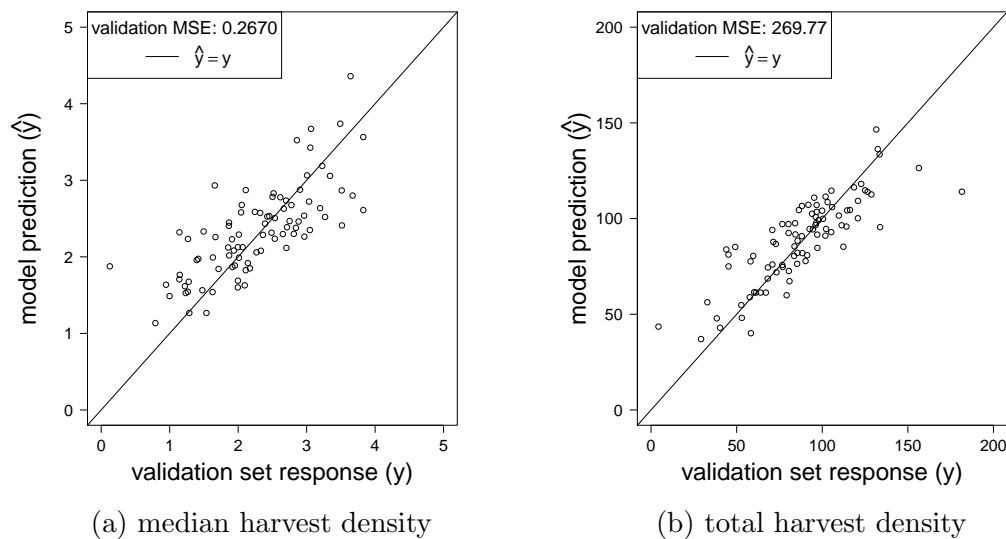 validation MSE: 0.2670
ŷ = y
5
4
3
2
1
0
model prediction (ŷ)
0 1 2 3 4 5
validation set response (y)
(a) median harvest density
validation MSE: 269.77
ŷ = y
200
150
100
50
0
model prediction (ŷ)
0 50 100 150 200
validation set response (y)
(b) total harvest density